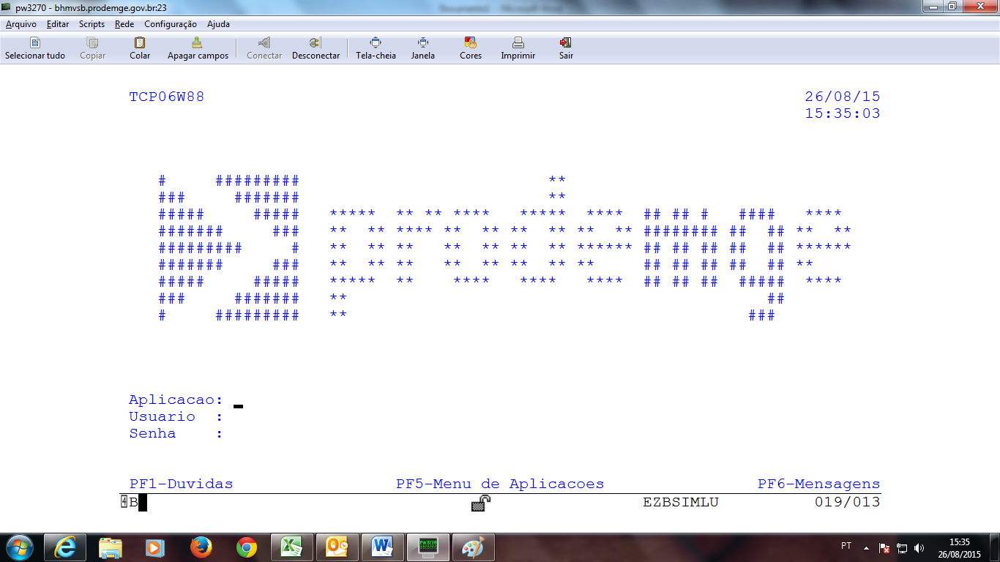 pw3270 - bhmvsb.prodemge.gov.br:23
Arquivo Editar Scripts Rede Configuração Ajuda
Selecionar tudo Copiar Colar Apagar campos Conectar Desconectar Tela-cheia Janela Cores Imprimir Sair
TCP06W88 26/08/15
15:35:03
prodemge
Aplicacao:
Usuario :
Senha :
PF1-Duvidas PF5-Menu de Aplicacoes PF6-Mensagens
4B EZBSIMLU 019/013
PT 15:35
26/08/2015